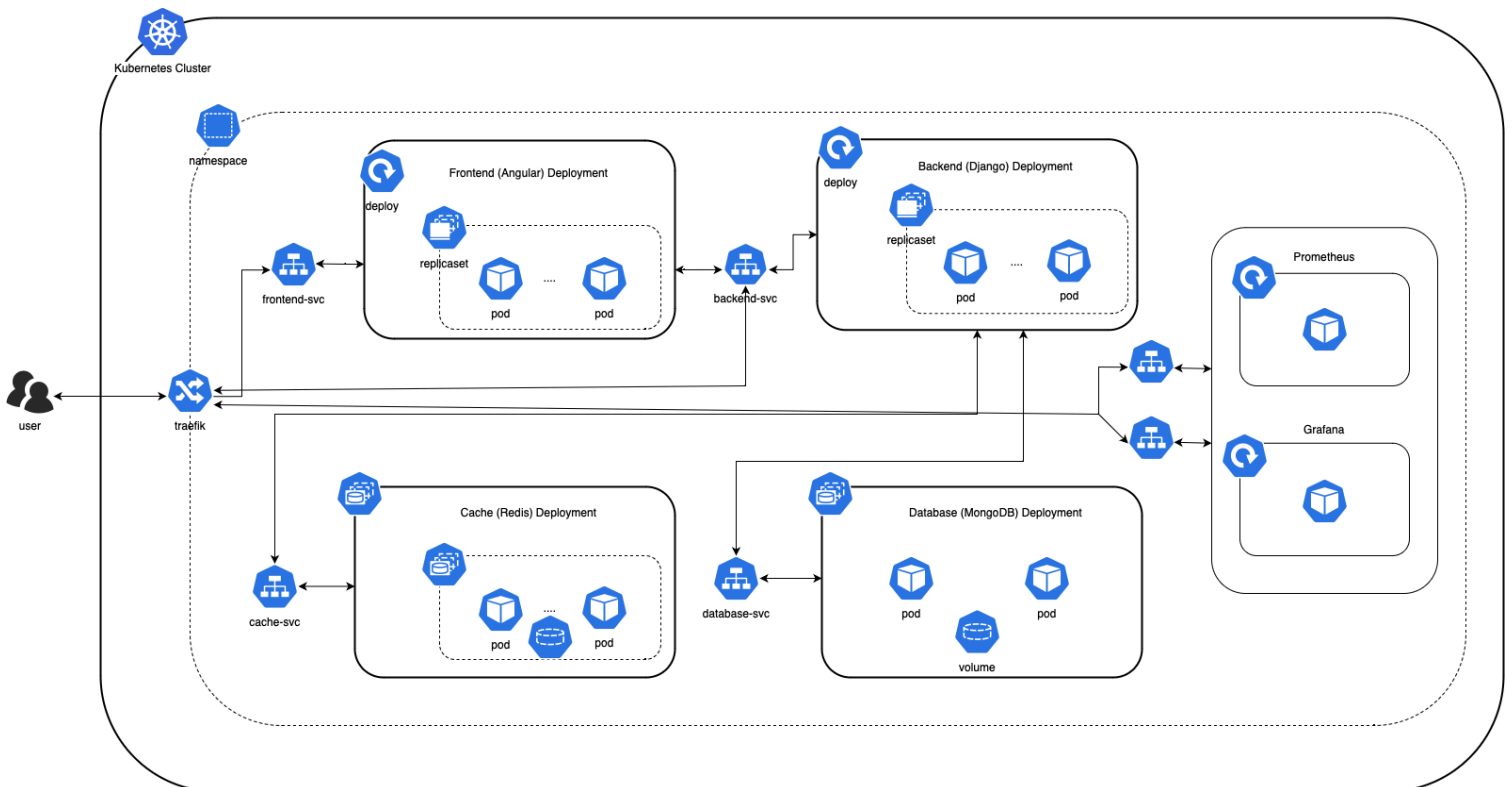 Kubernetes Cluster
namespace
Frontend (Angular) Deployment
deploy
replicaset
pod
....
pod
frontend-svc
backend-svc
Backend (Django) Deployment
deploy
replicaset
pod
....
pod
Prometheus
Grafana
user
traefik
Cache (Redis) Deployment
....
pod
pod
cache-svc
Database (MongoDB) Deployment
pod
pod
volume
database-svc